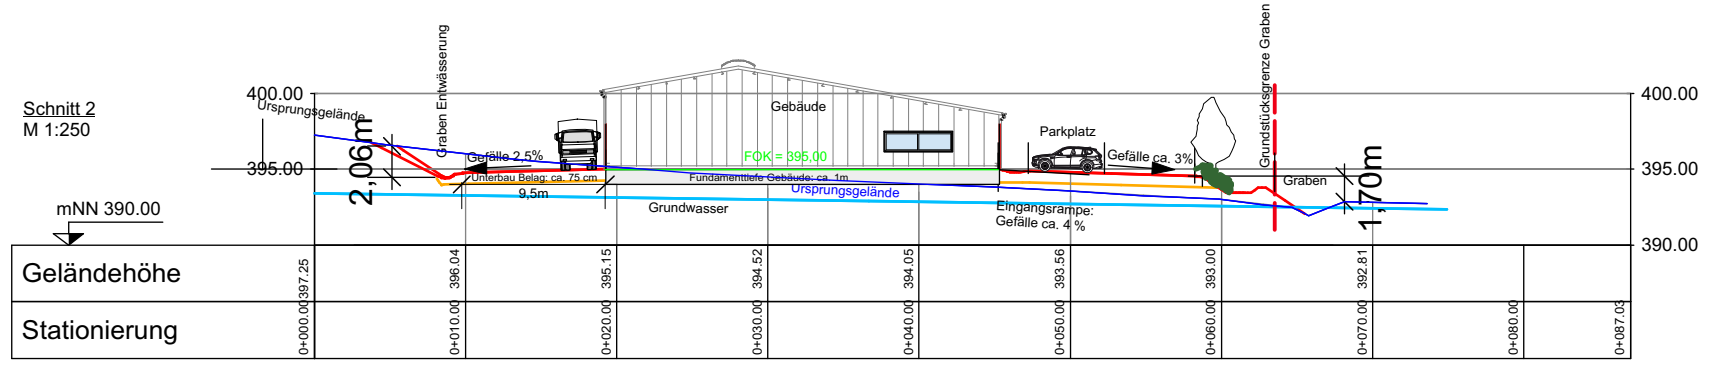 Schnitt 2
M 1:250
400.00
395.00
mNN 390.00
Ursprungsgelände
2,06m
Graben Entwässerung
Gefälle 2,5%
Unterbau Belag: ca. 75 cm
9,5m
Gebäude
FOK = 395,00
Fundamenttiefe Gebäude: ca. 1m
Ursprungsgelände
Grundwasser
Parkplatz
Gefälle ca. 3%
Eingangsrampe:
Gefälle ca. 4 %
Grundstücksgrenze Graben
Graben
1,70m
400.00
395.00
390.00
Geländehöhe
397.25
396.04
395.15
394.52
394.05
393.56
393.00
392.81
Stationierung
0+000.00
0+010.00
0+020.00
0+030.00
0+040.00
0+050.00
0+060.00
0+070.00
0+080.00
0+087.03